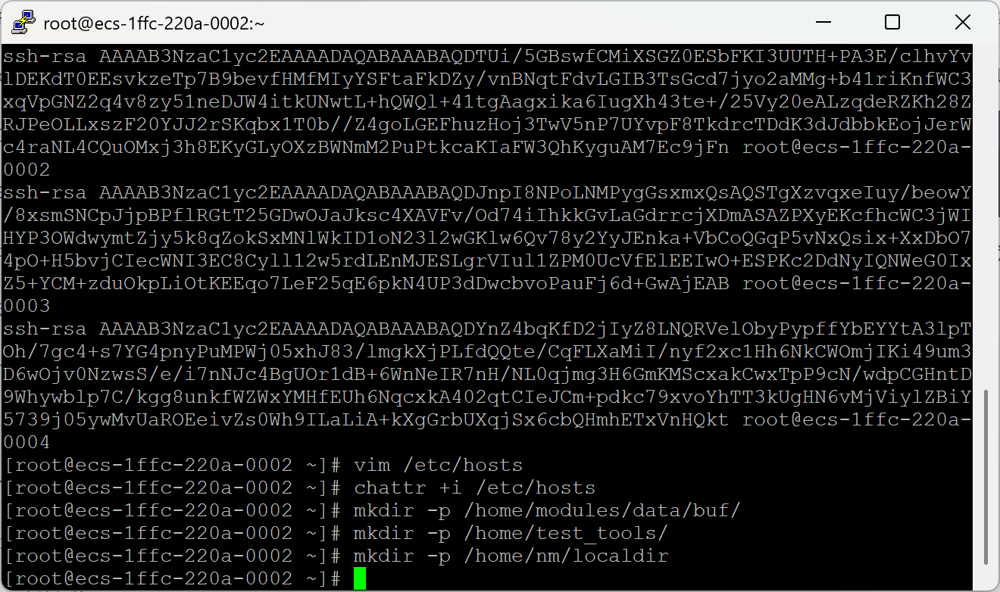 root@ecs-1ffc-220a-0002:~
ssh-rsa AAAAB3NzaC1yc2EAAAADAQABAAABAQDTUi/5GBswfCMiXSGZ0ESbFKI3UUTH+PA3E/clhvYv
lDEKdT0EEsvkzeTp7B9bevfHMfMIyYSFtaFkDZy/vnBNqtFdvLGIB3TsGcd7jyo2aMMg+b41riKnfWC3
xqVpGNZ2q4v8zy51neDJW4itkUNwtL+hQWQl+41tgAagxika6IugXh43te+/25Vy20eALzqdeRZKh28Z
RJPeOLLxszF20YJJ2rSKqbx1T0b//Z4goLGEFhuzHoj3TwV5nP7UYvpF8TkdrcTDdK3dJdbbkEojJerW
c4raNL4CQuOMxj3h8EKyGLyOXzBWNmM2PuPtkcaKIaFW3QhKyguAM7Ec9jFn root@ecs-1ffc-220a-
0002
ssh-rsa AAAAB3NzaC1yc2EAAAADAQABAAABAQDJnpI8NPoLNMPygGsxmxQsAQSTgXzvqxeIuy/beowY
/8xsmSNCpJjpBPflRGtT25GDwOJaJksc4XAVFv/Od74iIhkkGvLaGdrrcjXDmASAZPXyEKcfhcWC3jWI
HYP3OWdwymtZjy5k8qZokSxMNlWkID1oN23l2wGKlw6Qv78y2YyJEnka+VbCoQGqP5vNxQsix+XxDbO7
4pO+H5bvjCIecWNI3EC8Cyll12w5rdLEnMJESLgrVIul1ZPM0UcVfElEEIwO+ESPKc2DdNyIQNWeG0Ix
Z5+YCM+zduOkpLiOtKEEqo7LeF25qE6pkN4UP3dDwcbvoPauFj6d+GwAjEAB root@ecs-1ffc-220a-
0003
ssh-rsa AAAAB3NzaC1yc2EAAAADAQABAAABAQDYnZ4bqKfD2jIyZ8LNQRVelObyPypffYbEYYtA3lpT
Oh/7gc4+s7YG4pnyPuMPWj05xhJ83/lmgkXjPLfdQQte/CqFLXaMiI/nyf2xc1Hh6NkCWOmjIKi49um3
D6wOjv0NzwsS/e/i7nNJc4BgUOr1dB+6WnNeIR7nH/NL0qjmg3H6GmKMScxakCwxTpP9cN/wdpCGHntD
9Whywblp7C/kgg8unkfWZWxYMHfEUh6NqcxkA402qtCIeJCm+pdkc79xvoYhTT3kUgHN6vMjViylZBiY
5739j05ywMvUaROEeivZs0Wh9ILaLiA+kXgGrbUXqjSx6cbQHmhETxVnHQkt root@ecs-1ffc-220a-
0004
[root@ecs-1ffc-220a-0002 ~]# vim /etc/hosts
[root@ecs-1ffc-220a-0002 ~]# chattr +i /etc/hosts
[root@ecs-1ffc-220a-0002 ~]# mkdir -p /home/modules/data/buf/
[root@ecs-1ffc-220a-0002 ~]# mkdir -p /home/test_tools/
[root@ecs-1ffc-220a-0002 ~]# mkdir -p /home/nm/localdir
[root@ecs-1ffc-220a-0002 ~]#